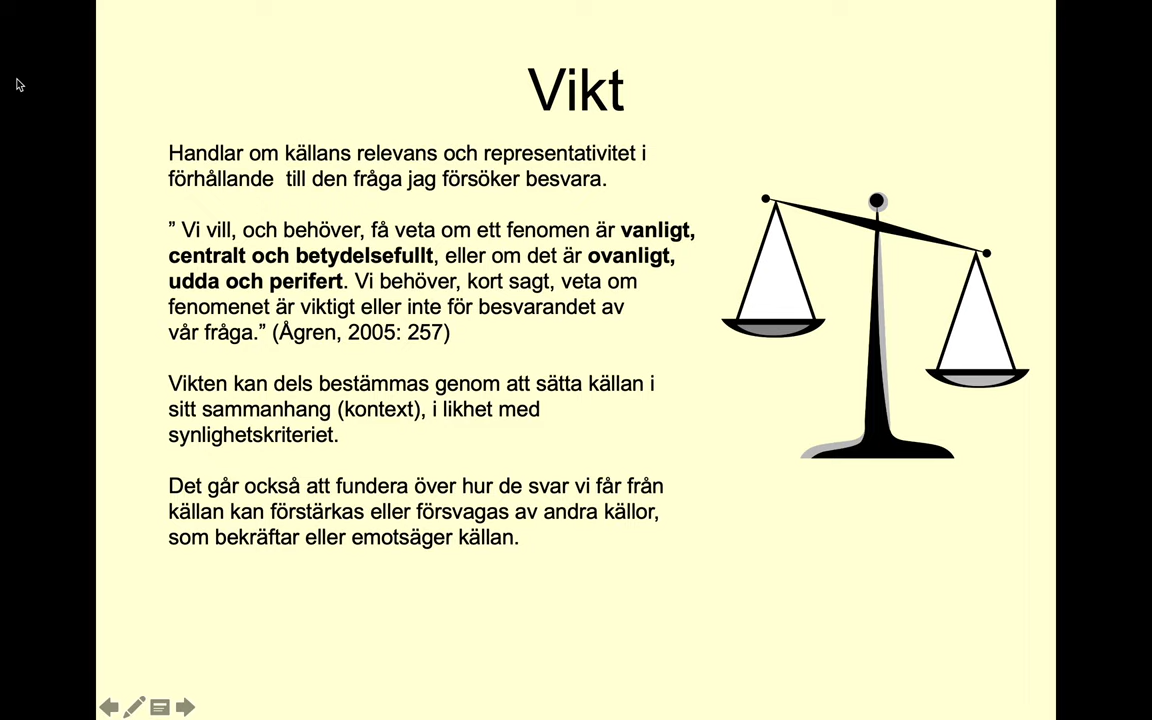 Vikt
Handlar om källans relevans och representativitet i
förhållande  till den fråga jag försöker besvara.
” Vi vill, och behöver, få veta om ett fenomen är vanligt,
centralt och betydelsefullt, eller om det är ovanligt,
udda och perifert. Vi behöver, kort sagt, veta om
fenomenet är viktigt eller inte för besvarandet av
vår fråga.” (Ågren, 2005: 257)
Vikten kan dels bestämmas genom att sätta källan i
sitt sammanhang (kontext), i likhet med
synlighetskriteriet.
Det går också att fundera över hur de svar vi får från
källan kan förstärkas eller försvagas av andra källor,
som bekräftar eller emotsäger källan.